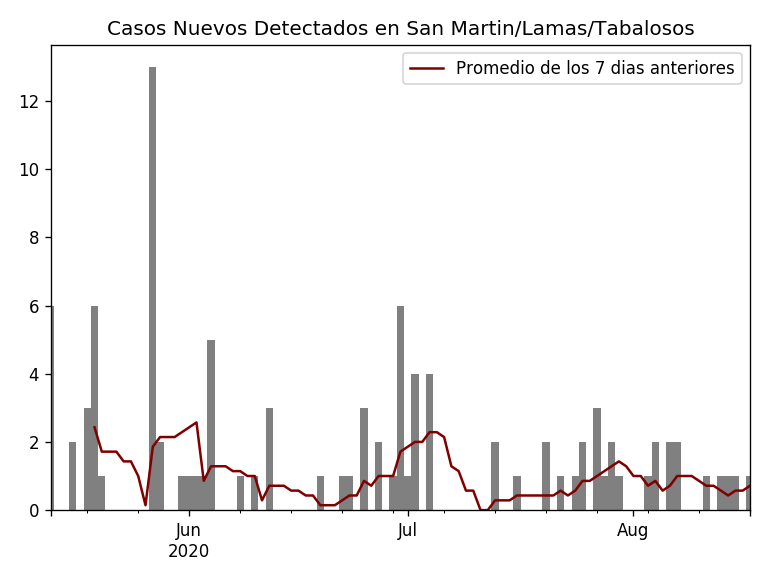 Casos Nuevos Detectados en San Martin/Lamas/Tabalosos
Promedio de los 7 dias anteriores
12
10
8
6
4
2
0
Jun
2020
Jul
Aug